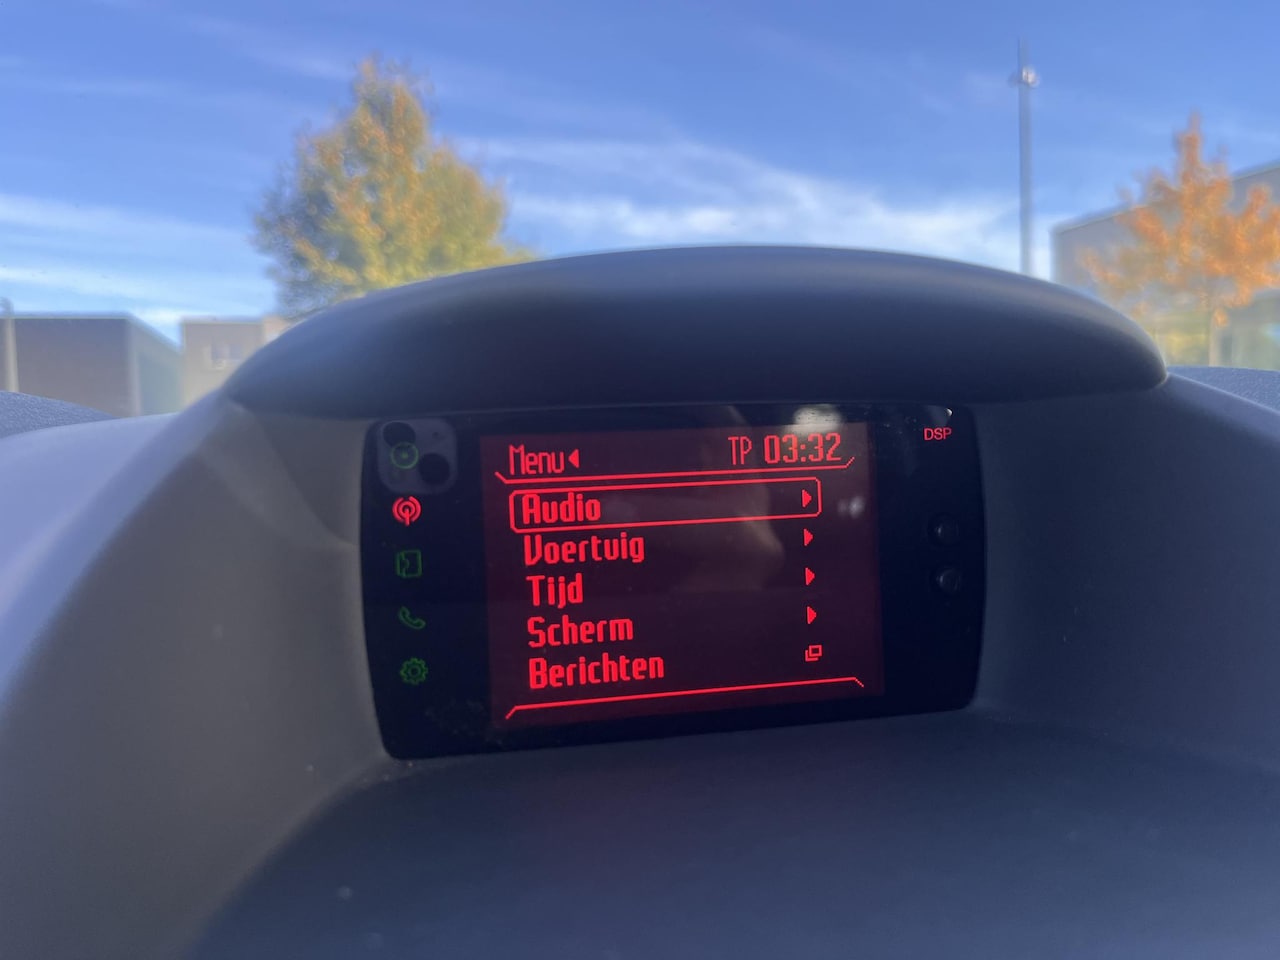 Menu
TP 03:32
DSP
Audio
Voertuig
Tijd
Scherm
Berichten